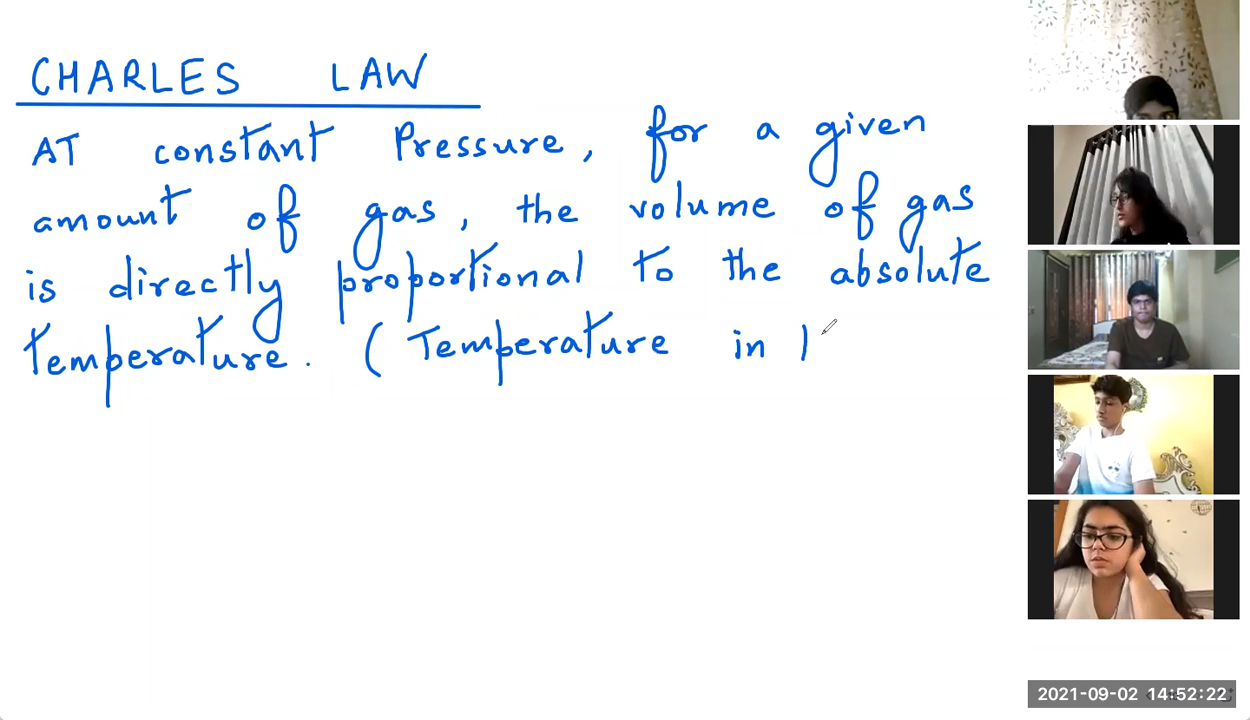 CHARLES LAW
AT constant Pressure, for a given
amount of gas, the volume of gas
is directly proportional to the absolute
temperature. (Temperature in
2021-09-02 14:52:22